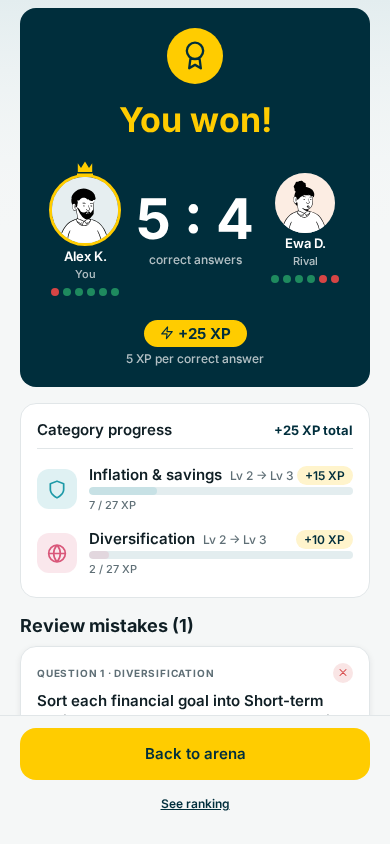 You won!
5 : 4
correct answers
Alex K.
You
Ewa D.
Rival
+25 XP
5 XP per correct answer
Category progress +25 XP total
Inflation & savings Lv 2 → Lv 3 +15 XP
7 / 27 XP
Diversification Lv 2 → Lv 3 +10 XP
2 / 27 XP
Review mistakes (1)
QUESTION 1 · DIVERSIFICATION
Sort each financial goal into Short-term
Back to arena
See ranking